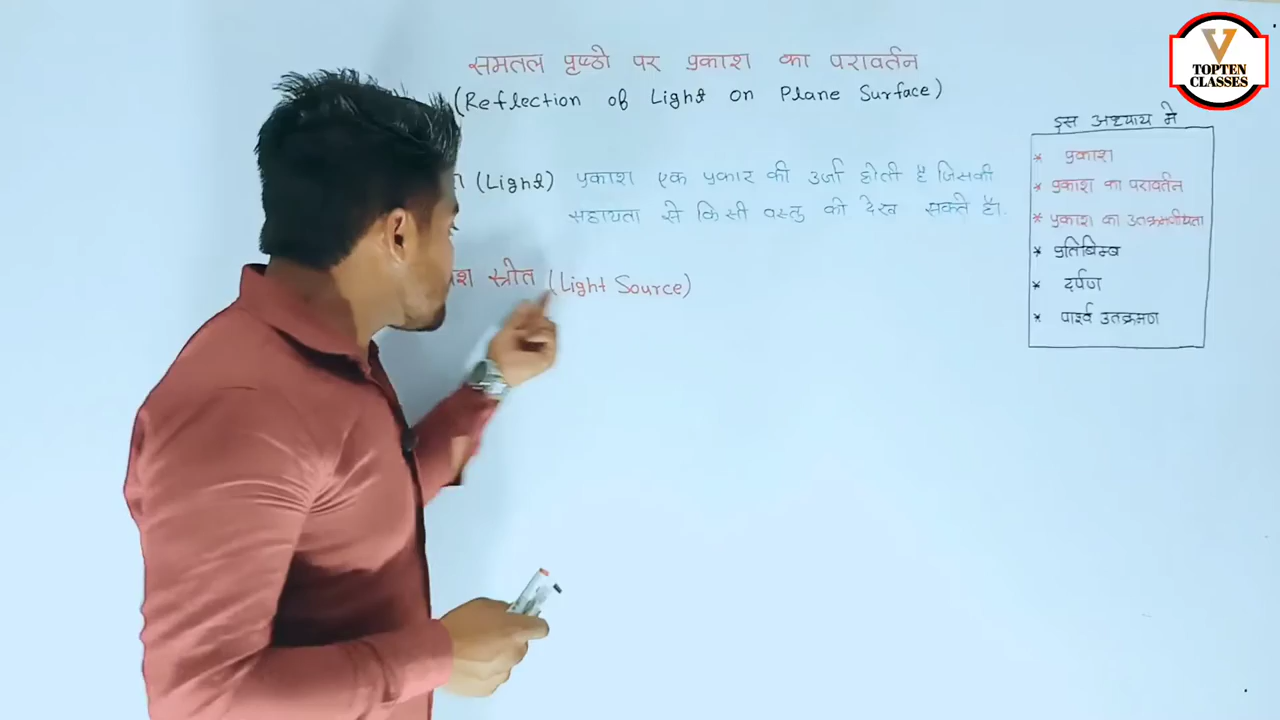 समतल पृष्ठो पर प्रकाश का परावर्तन
(Reflection of Light on Plane Surface)
(Light) प्रकाश एक प्रकार की उर्जा होती है जिसकी
सहायता से किसी वस्तु को देख सकते है।
स्त्रोत (Light Source)
V
TOPTEN
CLASSES
इस अध्याय मे
* प्रकाश
* प्रकाश का परावर्तन
* प्रकाश का उतक्रमणीयता
* प्रतिबिम्ब
* दर्पण
* पार्श्व उतक्रमण